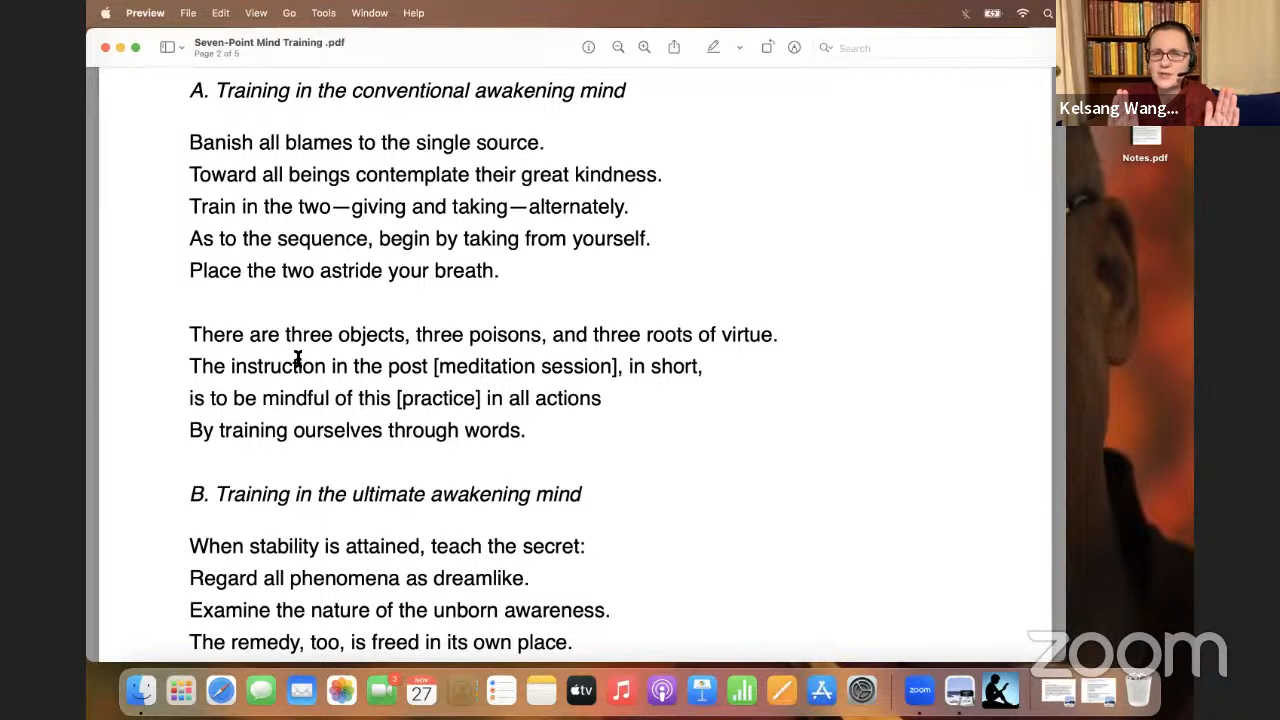 Preview File Edit View Go Tools Window Help
Seven-Point Mind Training .pdf
Page 2 of 5
Search
Kelsang Wang...
Notes.pdf
A. Training in the conventional awakening mind
Banish all blames to the single source.
Toward all beings contemplate their great kindness.
Train in the two—giving and taking—alternately.
As to the sequence, begin by taking from yourself.
Place the two astride your breath.
There are three objects, three poisons, and three roots of virtue.
The instruction in the post [meditation session], in short,
is to be mindful of this [practice] in all actions
By training ourselves through words.
B. Training in the ultimate awakening mind
When stability is attained, teach the secret:
Regard all phenomena as dreamlike.
Examine the nature of the unborn awareness.
The remedy, too, is freed in its own place.
zoom
3
NOV
27
tv
zoom